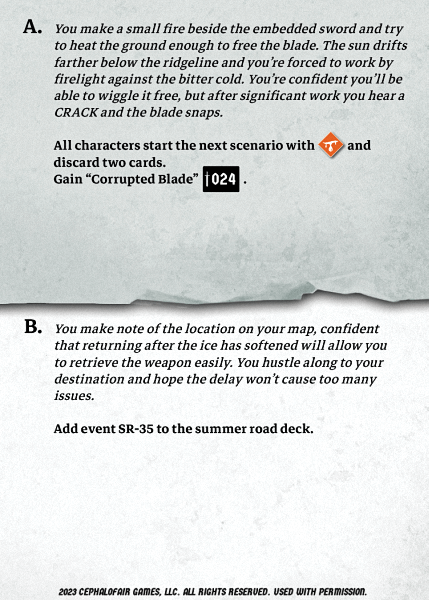 A. You make a small fire beside the embedded sword and try
to heat the ground enough to free the blade. The sun drifts
farther below the ridgeline and you're forced to work by
firelight against the bitter cold. You're confident you'll be
able to wiggle it free, but after significant work you hear a
CRACK and the blade snaps.
All characters start the next scenario with and
discard two cards.
Gain “Corrupted Blade” 024 .
B. You make note of the location on your map, confident
that returning after the ice has softened will allow you
to retrieve the weapon easily. You hustle along to your
destination and hope the delay won't cause too many
issues.
Add event SR-35 to the summer road deck.
2023 CEPHALOFAIR GAMES, LLC. ALL RIGHTS RESERVED. USED WITH PERMISSION.